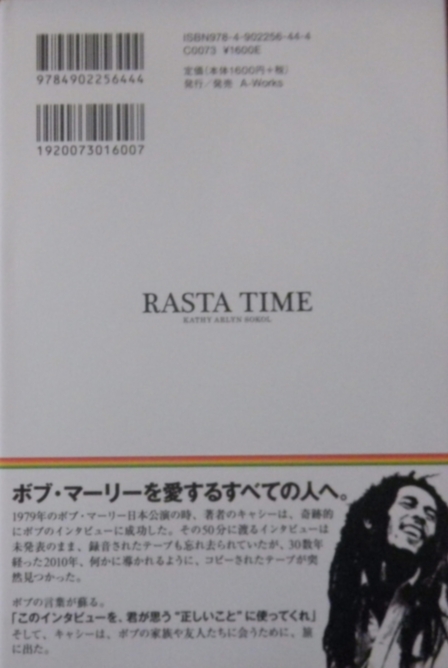 ISBN978-4-902256-44-4
C0073 ¥1600E
定価(本体1600円+税)
発行/発売 A-Works
9784902256444
1920073016007
RASTA TIME
KATHY ARLYN SOKOL
ボブ・マーリーを愛するすべての人へ。
1979年のボブ・マーリー日本公演の時、著者のキャシーは、奇跡的
にボブのインタビューに成功した。その50分に渡るインタビューは
未発表のまま、録音されたテープも忘れ去られていたが、30数年
経った2010年、何かに導かれるように、コピーされたテープが突
然見つかった。
ボブの言葉が蘇る。
「このインタビューを、君が思う“正しいこと”に使ってくれ」
そして、キャシーは、ボブの家族や友人たちに会うために、旅
に出た。